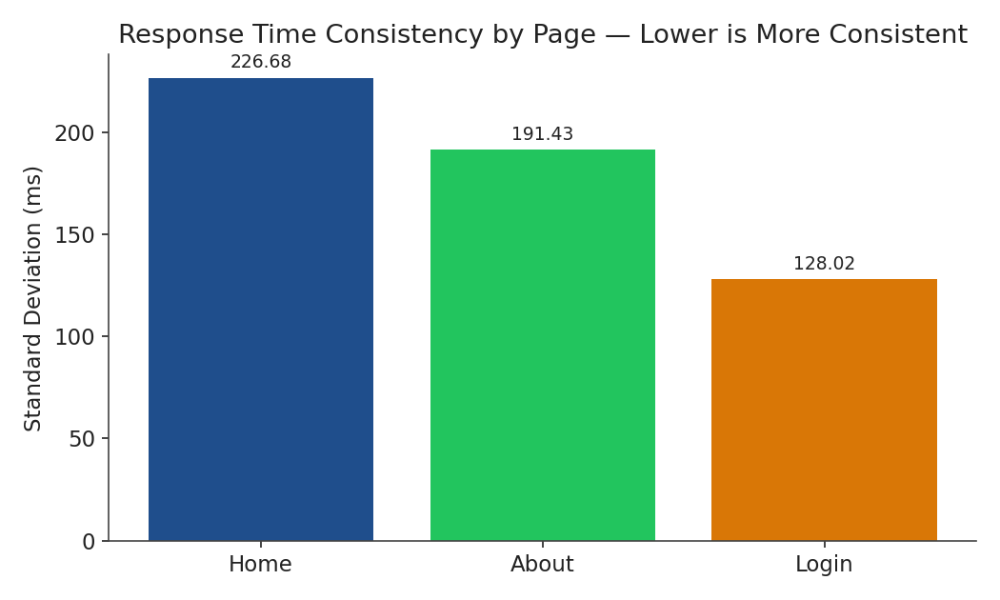 Response Time Consistency by Page — Lower is More Consistent
Standard Deviation (ms)
200
150
100
50
0
226.68
191.43
128.02
Home
About
Login